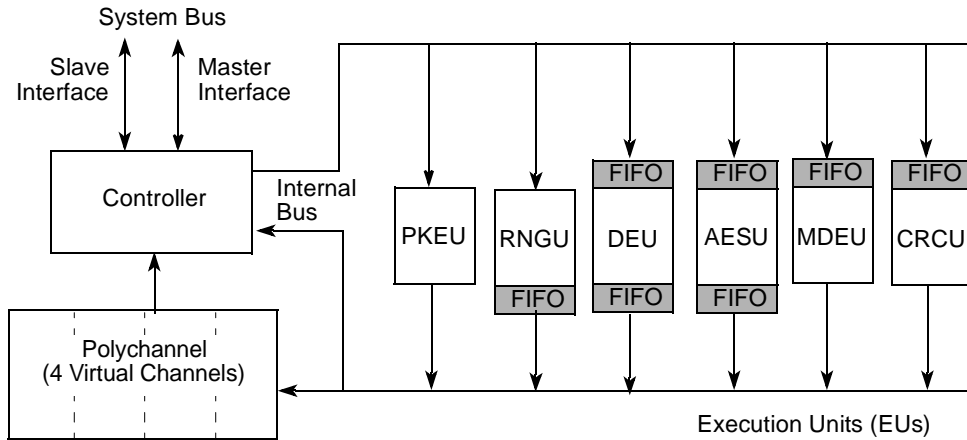 System Bus
Slave
Interface
Master
Interface
Controller
Internal
Bus
Polychannel
(4 Virtual Channels)
PKEU
RNGU
FIFO
FIFO
DEU
FIFO
FIFO
AESU
FIFO
FIFO
MDEU
FIFO
CRCU
Execution Units (EUs)